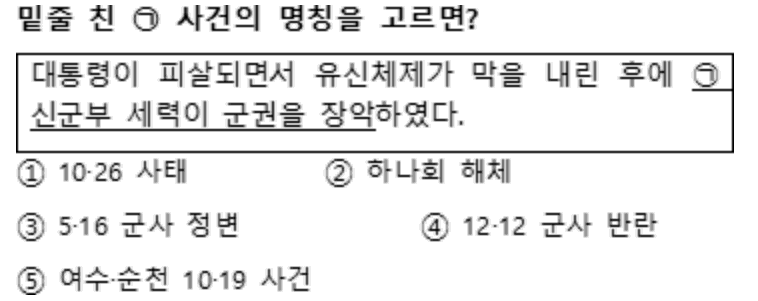 밑줄 친 ㉠ 사건의 명칭을 고르면?
대통령이 피살되면서 유신체제가 막을 내린 후에 ㉠
신군부 세력이 군권을 장악하였다.
① 10·26 사태 ② 하나회 해체
③ 5·16 군사 정변 ④ 12·12 군사 반란
⑤ 여수·순천 10·19 사건